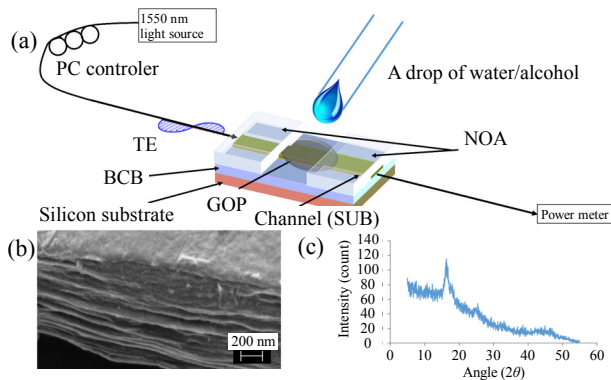 (a)
1550 nm
light source
PC controler
A drop of water/alcohol
TE
NOA
BCB
Silicon substrate
GOP
Channel (SUB)
Power meter
(b)
200 nm
(c)
Intensity (count)
140
120
100
80
60
40
20
0
0 10 20 30 40 50 60
Angle (2θ)